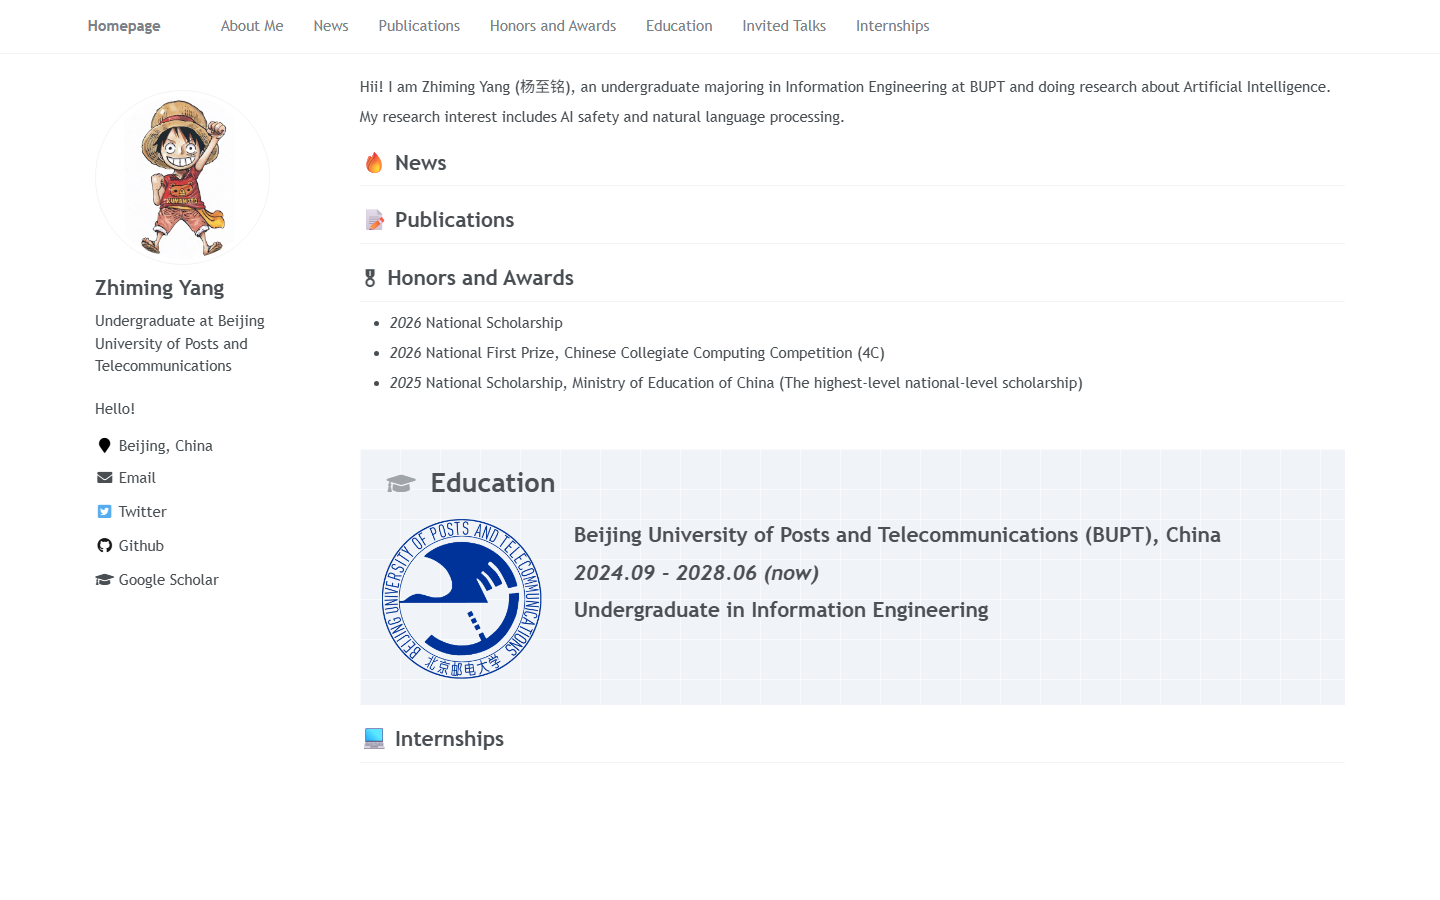 Homepage About Me News Publications Honors and Awards Education Invited Talks Internships
Zhiming Yang
Undergraduate at Beijing
University of Posts and
Telecommunications
Hello!
Beijing, China
Email
Twitter
Github
Google Scholar
Hii! I am Zhiming Yang (杨至铭), an undergraduate majoring in Information Engineering at BUPT and doing research about Artificial Intelligence.
My research interest includes AI safety and natural language processing.
News
Publications
Honors and Awards
2026 National Scholarship
2026 National First Prize, Chinese Collegiate Computing Competition (4C)
2025 National Scholarship, Ministry of Education of China (The highest-level national-level scholarship)
Education
BEIJING UNIVERSITY OF POSTS AND TELECOMMUNICATIONS
北京邮电大学
Beijing University of Posts and Telecommunications (BUPT), China
2024.09 - 2028.06 (now)
Undergraduate in Information Engineering
Internships